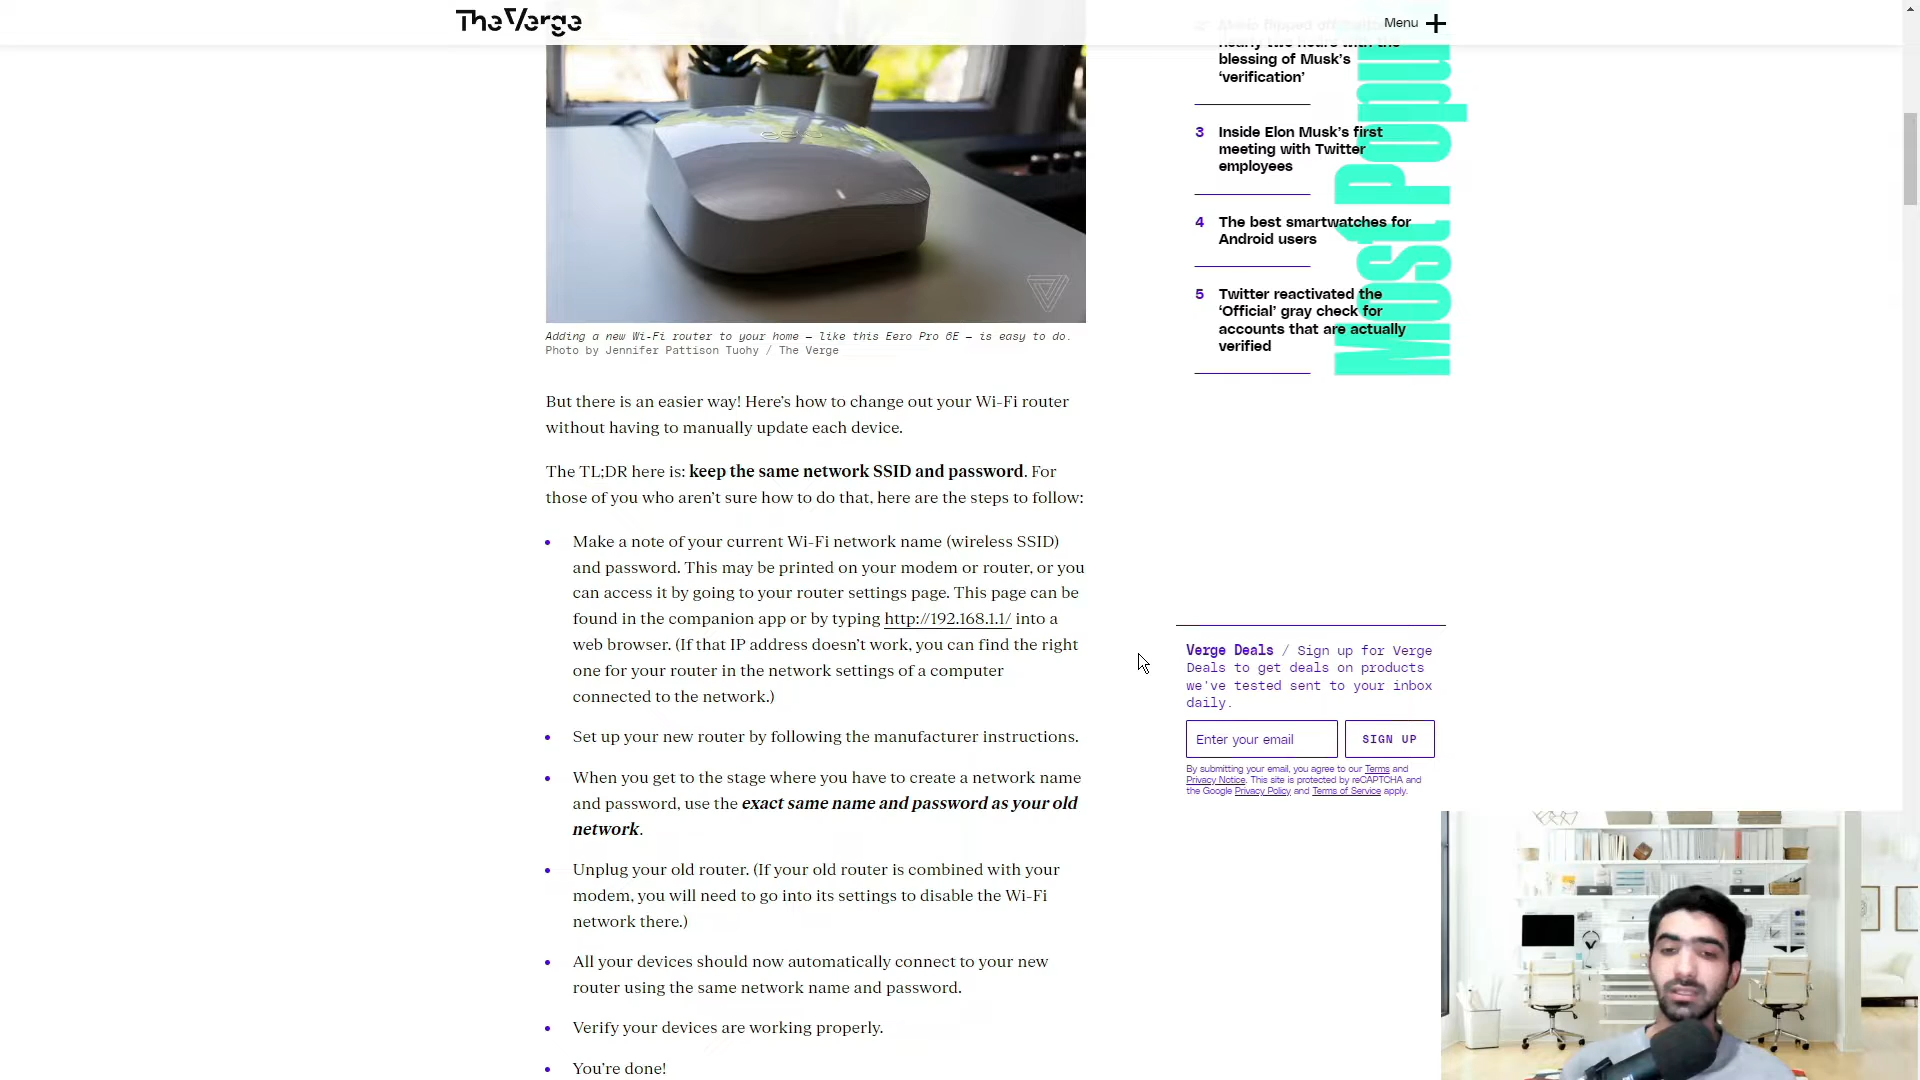 The Verge
Menu
Mario flipped off Twitter
nearly two hours with the
blessing of Musk's
‘verification’
3 Inside Elon Musk's first
meeting with Twitter
employees
4 The best smartwatches for
Android users
5 Twitter reactivated the
‘Official’ gray check for
accounts that are actually
verified
Most Popu
eero
Adding a new Wi-Fi router to your home — like this Eero Pro 6E — is easy to do.
Photo by Jennifer Pattison Tuohy / The Verge
But there is an easier way! Here's how to change out your Wi-Fi router
without having to manually update each device.
The TL;DR here is: keep the same network SSID and password. For
those of you who aren't sure how to do that, here are the steps to follow:
• Make a note of your current Wi-Fi network name (wireless SSID)
and password. This may be printed on your modem or router, or you
can access it by going to your router settings page. This page can be
found in the companion app or by typing http://192.168.1.1/ into a
web browser. (If that IP address doesn't work, you can find the right
one for your router in the network settings of a computer
connected to the network.)
• Set up your new router by following the manufacturer instructions.
• When you get to the stage where you have to create a network name
and password, use the exact same name and password as your old
network.
• Unplug your old router. (If your old router is combined with your
modem, you will need to go into its settings to disable the Wi-Fi
network there.)
• All your devices should now automatically connect to your new
router using the same network name and password.
• Verify your devices are working properly.
• You're done!
Verge Deals / Sign up for Verge
Deals to get deals on products
we've tested sent to your inbox
daily.
Enter your email
SIGN UP
By submitting your email, you agree to our Terms and
Privacy Notice. This site is protected by reCAPTCHA and
the Google Privacy Policy and Terms of Service apply.